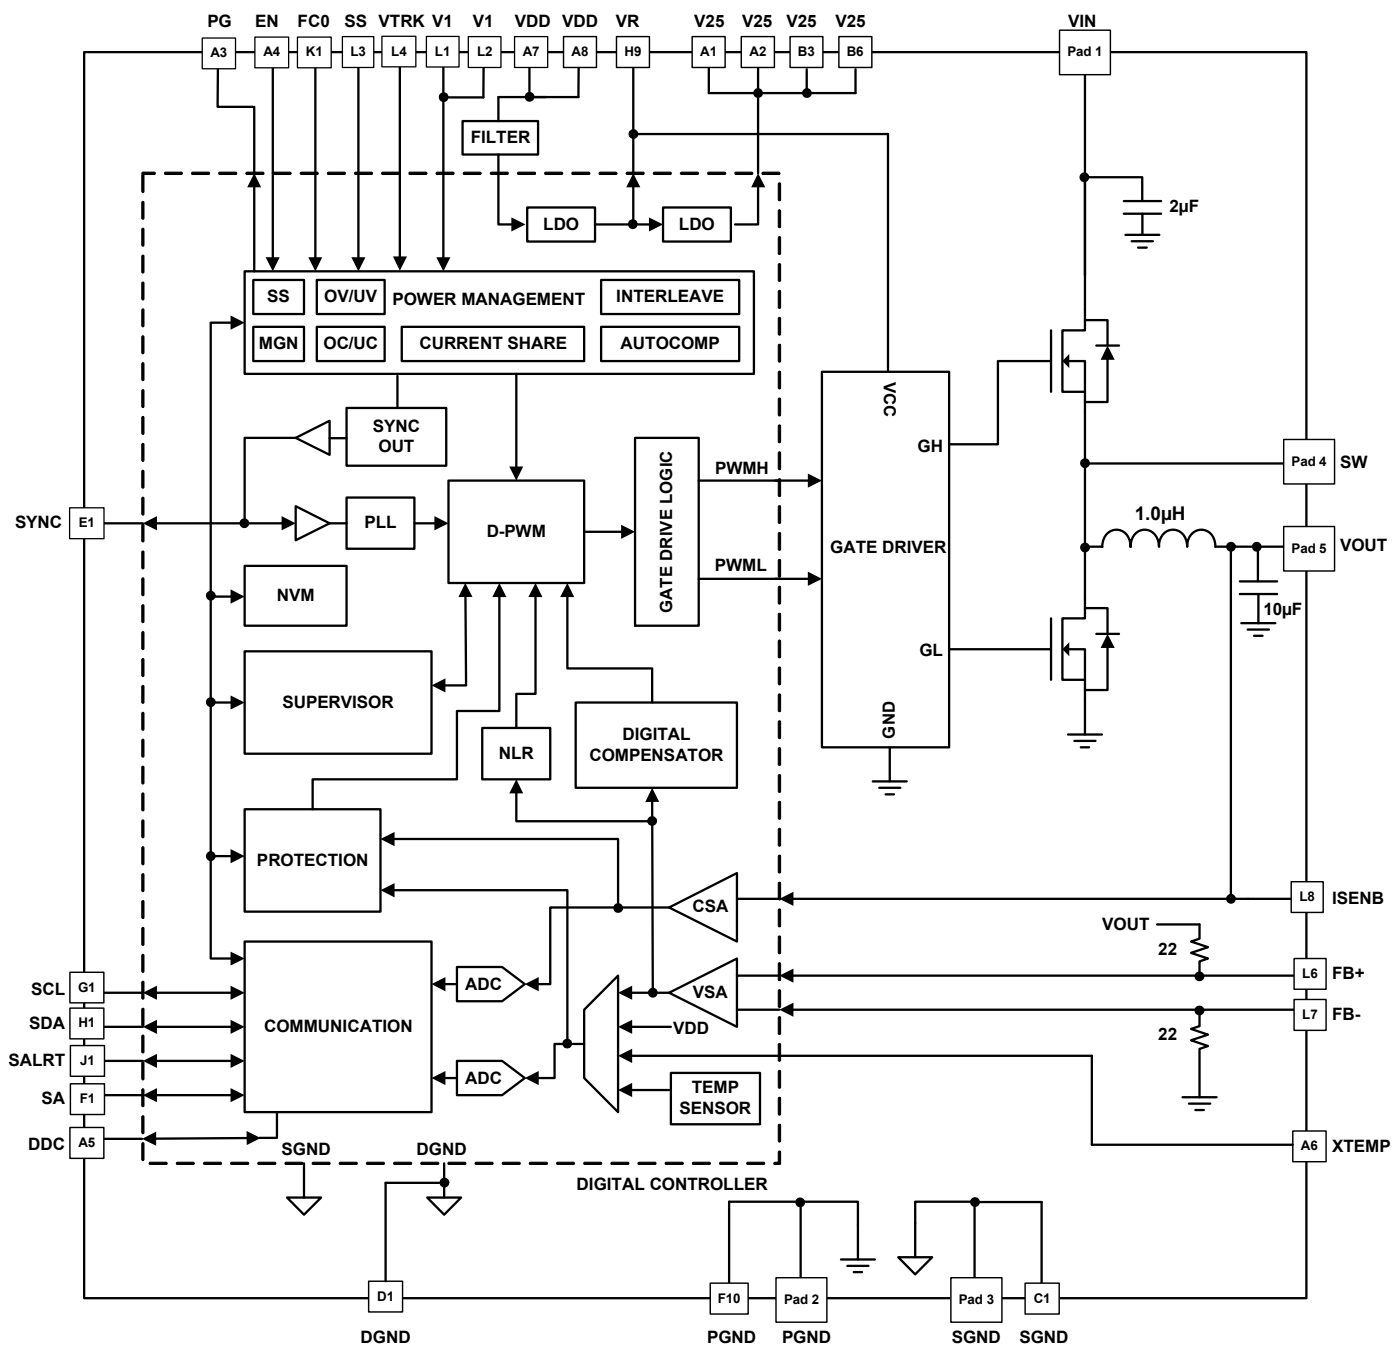 PG EN FC0 SS VTRK V1 V1 VDD VDD VR V25 V25 V25 V25 VIN
A3 A4 K1 L3 L4 L1 L2 A7 A8 H9 A1 A2 B3 B6 Pad 1
FILTER
LDO LDO
2µF
SS OV/UV POWER MANAGEMENT INTERLEAVE
MGN OC/UC CURRENT SHARE AUTOCOMP
SYNC
OUT
VCC
GH
Pad 4 SW
GATE DRIVE LOGIC
PWMH
SYNC E1
PLL
D-PWM
GATE DRIVER
1.0µH
Pad 5 VOUT
PWML
NVM
10µF
GL
SUPERVISOR
GND
NLR
DIGITAL
COMPENSATOR
PROTECTION
CSA
L8 ISENB
VOUT
22
L6 FB+
SCL G1
ADC
VSA
L7 FB-
SDA H1
COMMUNICATION
VDD
22
SALRT J1
ADC
TEMP
SENSOR
SA F1
DDC A5
SGND DGND
A6 XTEMP
DIGITAL CONTROLLER
D1 F10 Pad 2 Pad 3 C1
DGND PGND PGND SGND SGND